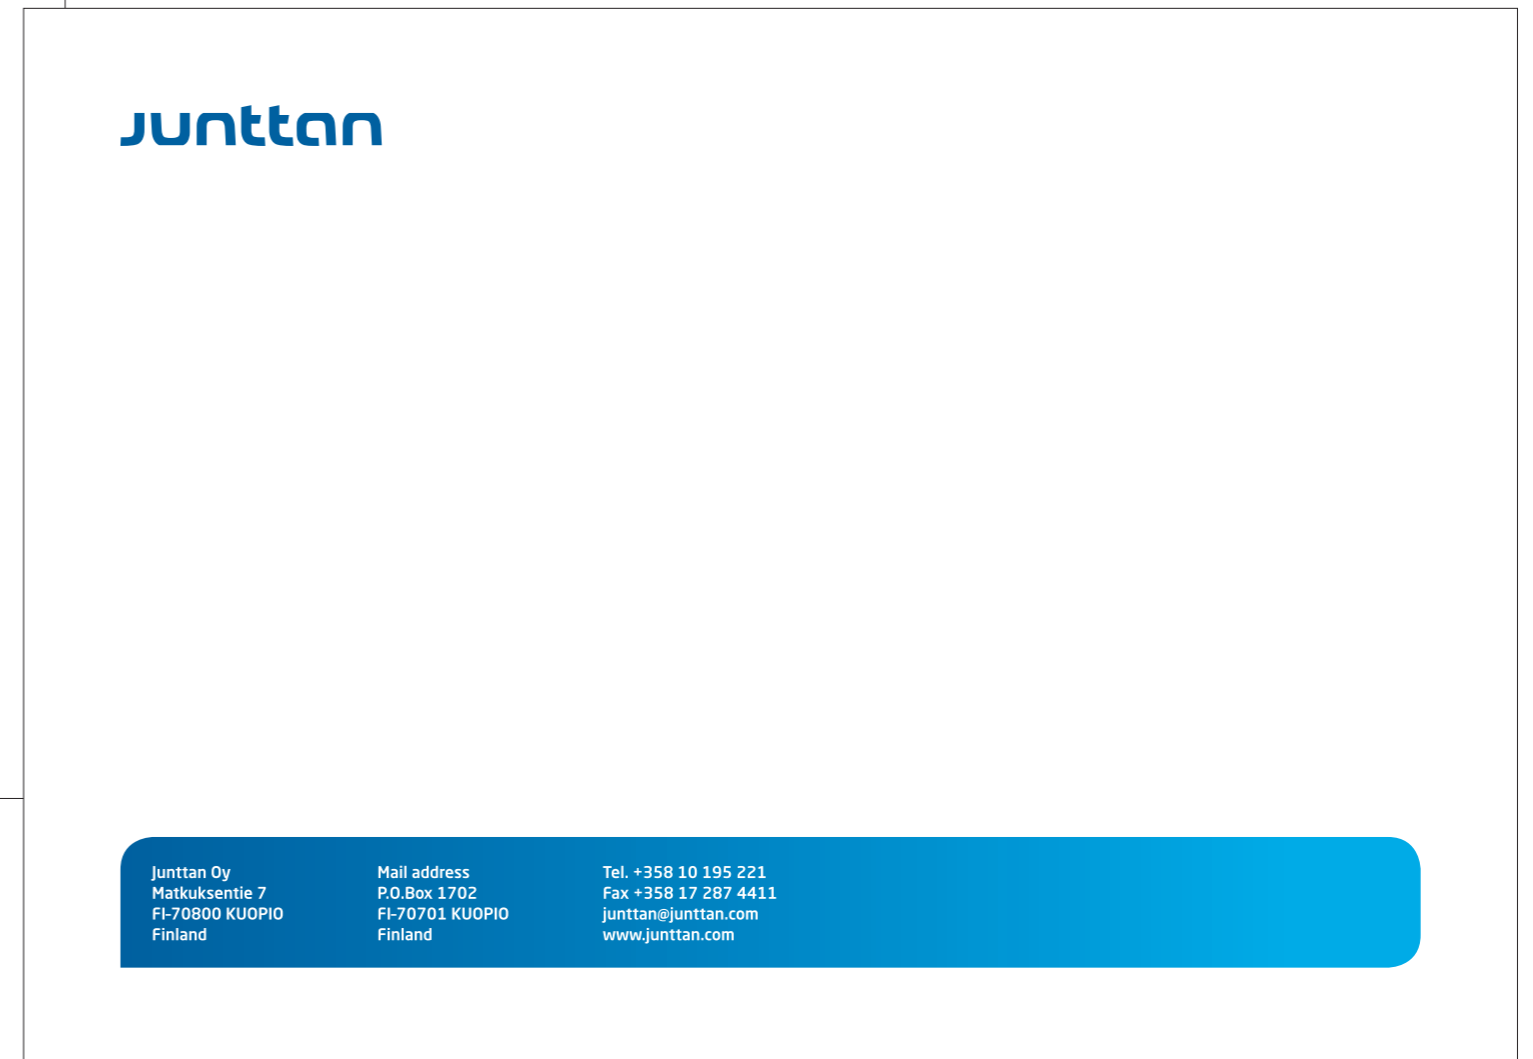 junttan
Junttan Oy
Matkuksentie 7
FI-70800 KUOPIO
Finland
Mail address
P.O.Box 1702
FI-70701 KUOPIO
Finland
Tel. +358 10 195 221
Fax +358 17 287 4411
junttan@junttan.com
www.junttan.com